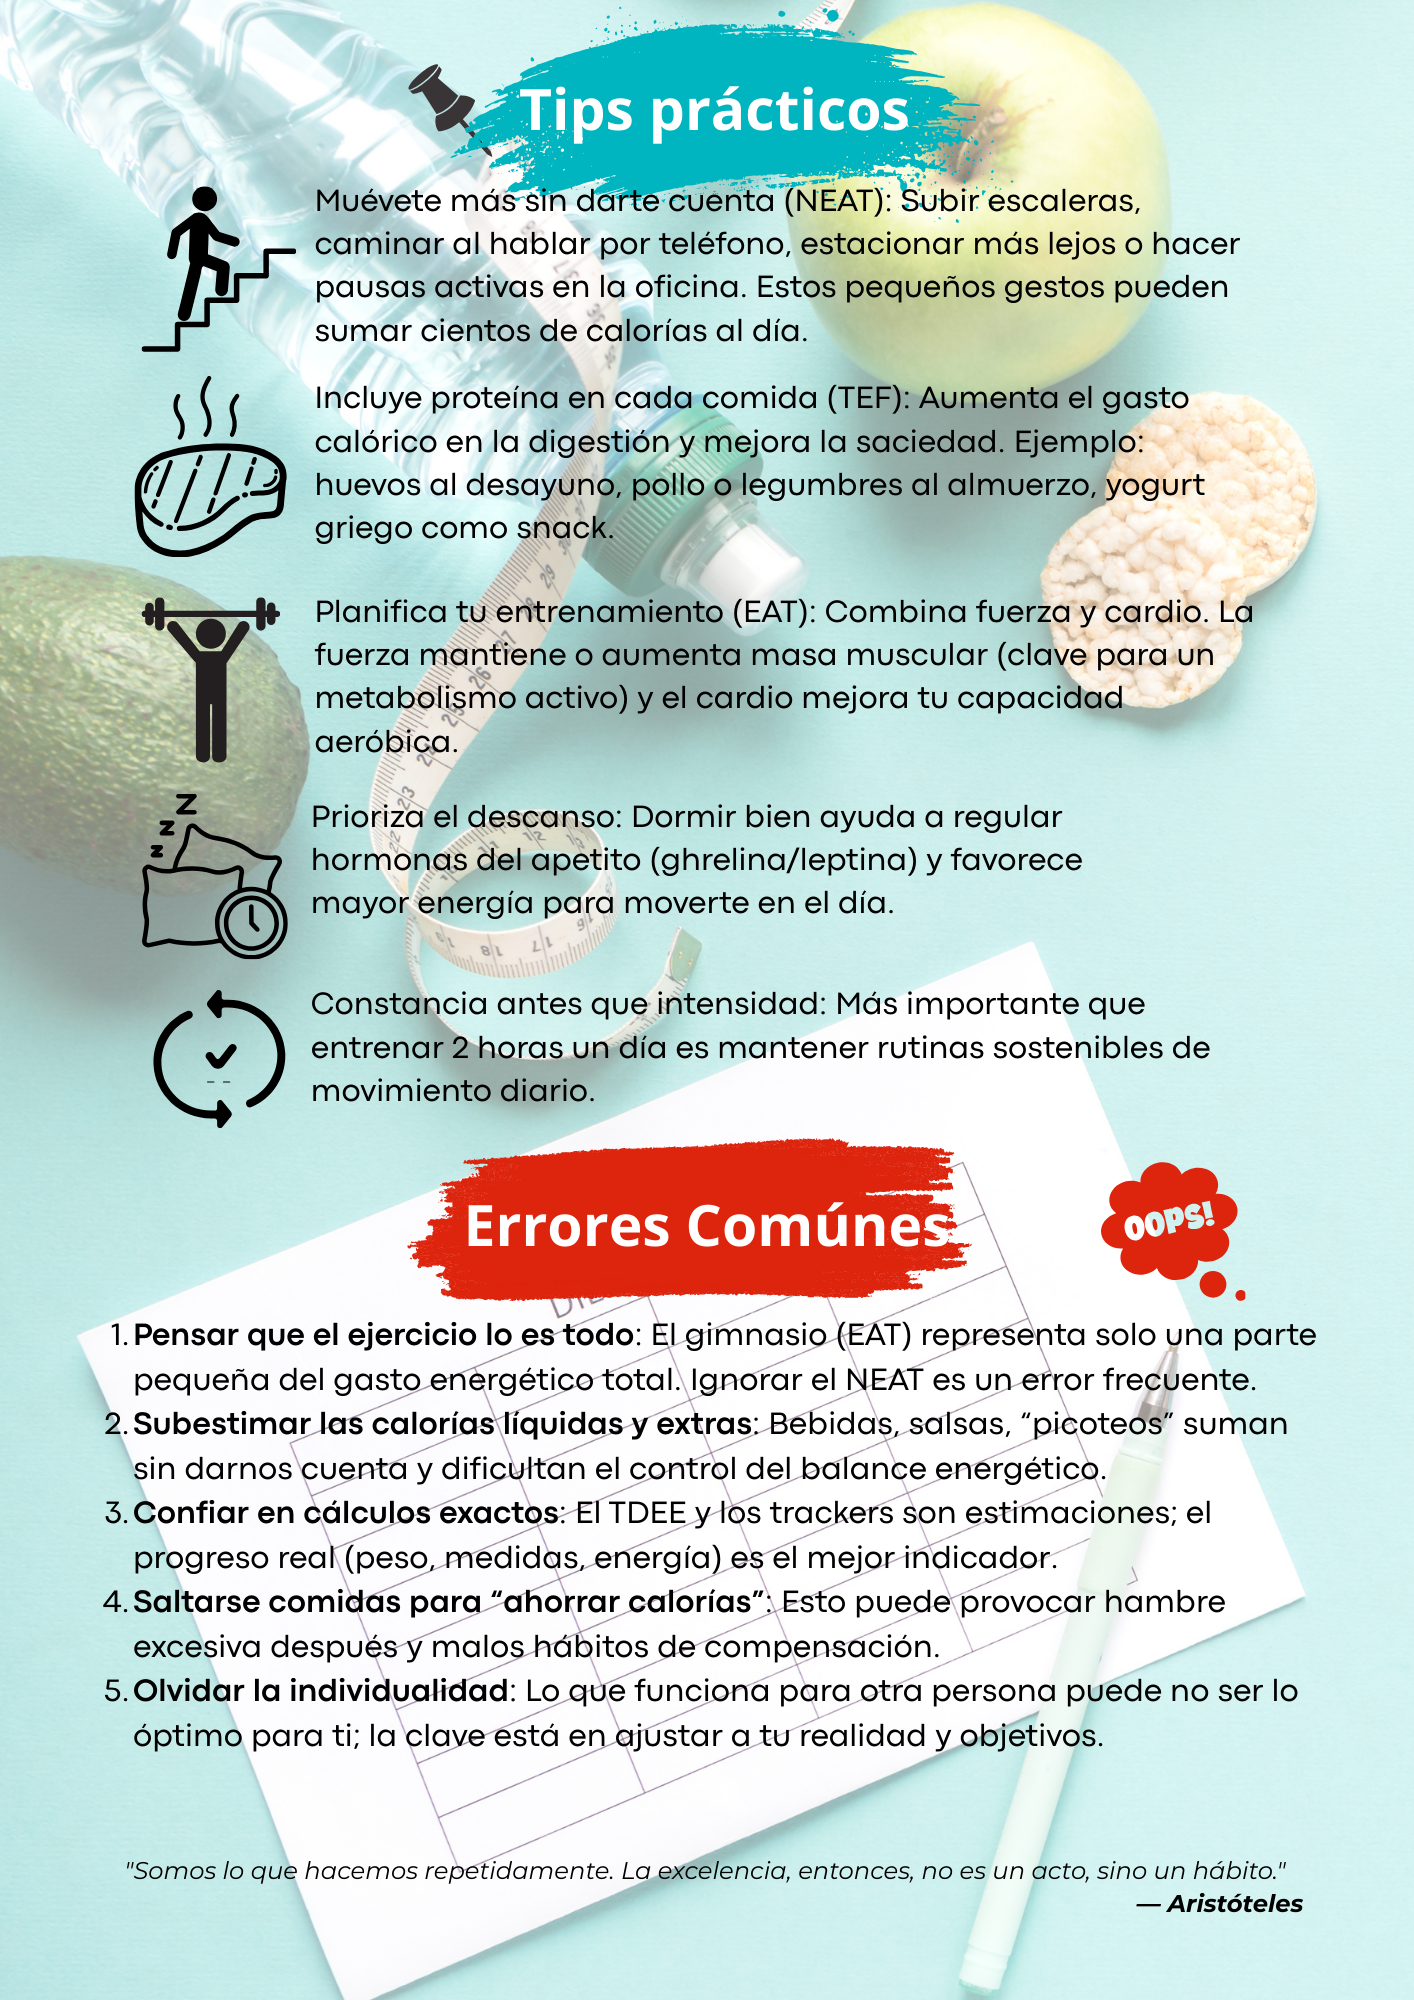 Tips prácticos
Muévete más sin darte cuenta (NEAT): Subir escaleras,
caminar al hablar por teléfono, estacionar más lejos o hacer
pausas activas en la oficina. Estos pequeños gestos pueden
sumar cientos de calorías al día.
Incluye proteína en cada comida (TEF): Aumenta el gasto
calórico en la digestión y mejora la saciedad. Ejemplo:
huevos al desayuno, pollo o legumbres al almuerzo, yogurt
griego como snack.
Planifica tu entrenamiento (EAT): Combina fuerza y cardio. La
fuerza mantiene o aumenta masa muscular (clave para un
metabolismo activo) y el cardio mejora tu capacidad
aeróbica.
z
z
z
Prioriza el descanso: Dormir bien ayuda a regular
hormonas del apetito (ghrelina/leptina) y favorece
mayor energía para moverte en el día.
Constancia antes que intensidad: Más importante que
entrenar 2 horas un día es mantener rutinas sostenibles de
movimiento diario.
Errores Comúnes
OOPS!
1. Pensar que el ejercicio lo es todo: El gimnasio (EAT) representa solo una parte
pequeña del gasto energético total. Ignorar el NEAT es un error frecuente.
2. Subestimar las calorías líquidas y extras: Bebidas, salsas, “picoteos” suman
sin darnos cuenta y dificultan el control del balance energético.
3. Confiar en cálculos exactos: El TDEE y los trackers son estimaciones; el
progreso real (peso, medidas, energía) es el mejor indicador.
4. Saltarse comidas para “ahorrar calorías”: Esto puede provocar hambre
excesiva después y malos hábitos de compensación.
5. Olvidar la individualidad: Lo que funciona para otra persona puede no ser lo
óptimo para ti; la clave está en ajustar a tu realidad y objetivos.
"Somos lo que hacemos repetidamente. La excelencia, entonces, no es un acto, sino un hábito."
— Aristóteles